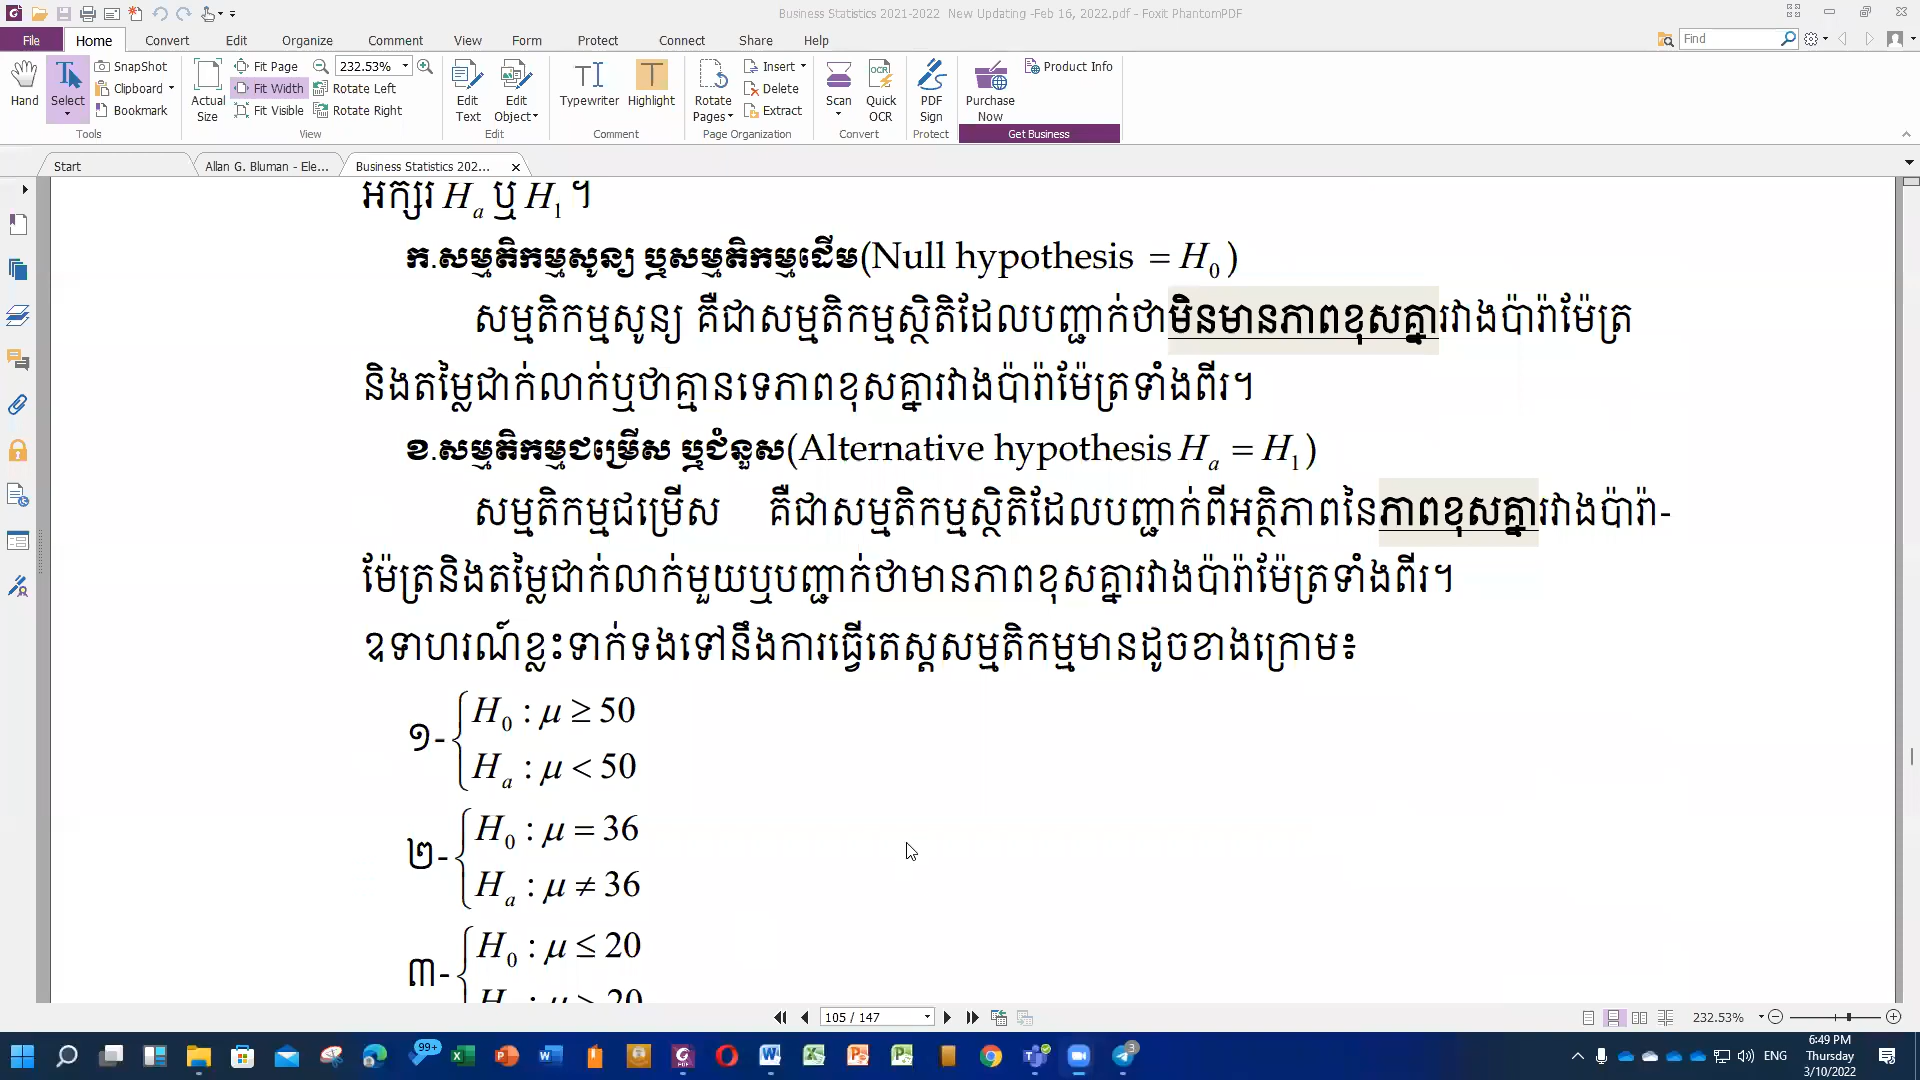 Business Statistics 2021-2022 New Updating -Feb 16, 2022.pdf - Foxit PhantomPDF
File Home Convert Edit Organize Comment View Form Protect Connect Share Help Find
Hand Select SnapShot Clipboard Bookmark Actual Size Fit Page Fit Width Fit Visible 232.53% Rotate Left Rotate Right Edit Text Edit Object Typewriter Highlight Rotate Pages Insert Delete Extract Scan Quick OCR PDF Sign Purchase Now Product Info
Tools View Edit Comment Page Organization Convert Protect Get Business
Start Allan G. Bluman - Ele... Business Statistics 202...
អក្សរ Ha ឬ H1 ។
ក.សម្មតិកម្មសូន្យ ឬសម្មតិកម្មដើម(Null hypothesis = H0)
សម្មតិកម្មសូន្យ គឺជាសម្មតិកម្មស្ថិតិដែលបញ្ជាក់ថាមិនមានភាពខុសគ្នារវាងប៉ារ៉ាម៉ែត្រ
និងតម្លៃជាក់លាក់ឬថាគ្មានទេភាពខុសគ្នារវាងប៉ារ៉ាម៉ែត្រទាំងពីរ។
ខ.សម្មតិកម្មជម្រើស ឬជំនួស(Alternative hypothesis Ha = H1)
សម្មតិកម្មជម្រើស គឺជាសម្មតិកម្មស្ថិតិដែលបញ្ជាក់ពីអត្ថិភាពនៃភាពខុសគ្នារវាងប៉ារ៉ា-
ម៉ែត្រនិងតម្លៃជាក់លាក់មួយឬបញ្ជាក់ថាមានភាពខុសគ្នារវាងប៉ារ៉ាម៉ែត្រទាំងពីរ។
ឧទាហរណ៍ខ្លះទាក់ទងទៅនឹងការធ្វើតេស្តសម្មតិកម្មមានដូចខាងក្រោម៖
១- H0 : μ ≥ 50
Ha : μ < 50
២- H0 : μ = 36
Ha : μ ≠ 36
៣- H0 : μ ≤ 20
105 / 147 232.53%
99+ 3 ENG 6:49 PM
Thursday
3/10/2022